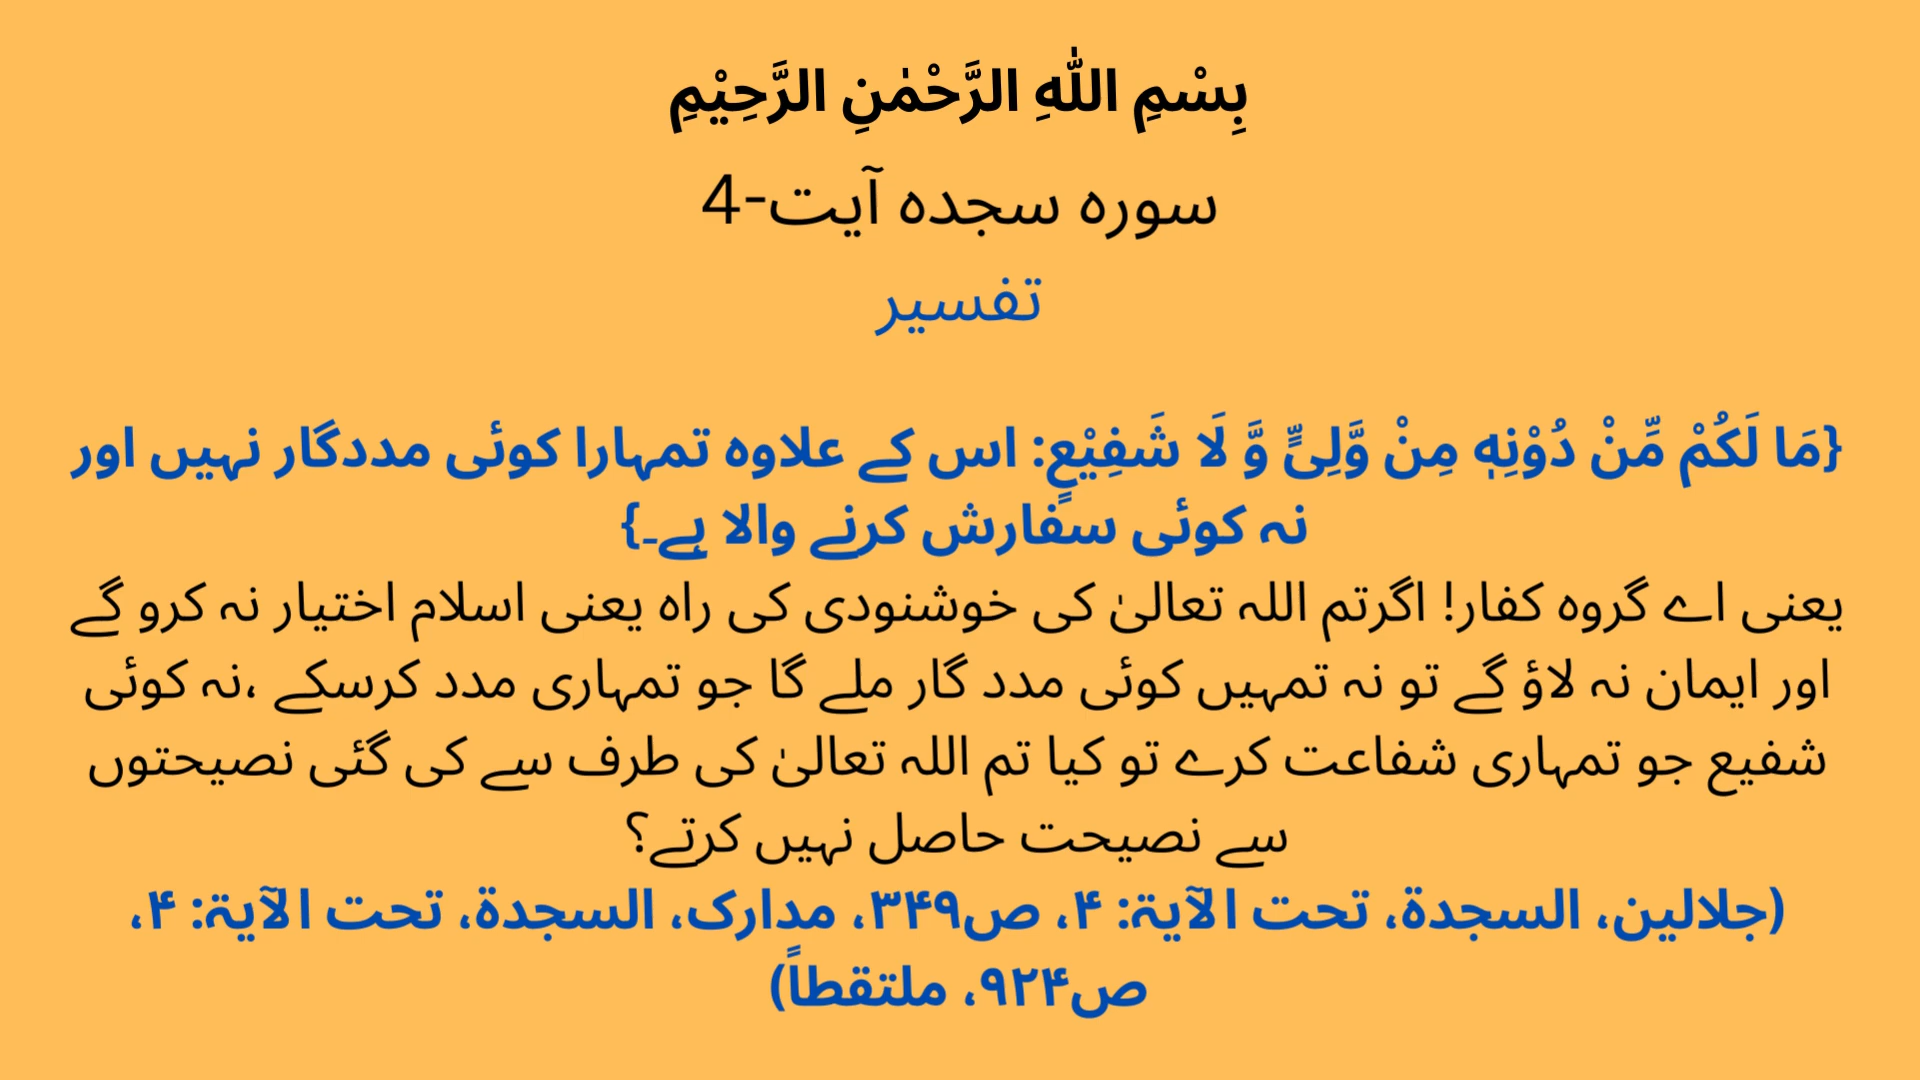 بِسْمِ اللّٰهِ الرَّحْمٰنِ الرَّحِیْمِ
سورہ سجدہ آیت-4
تفسیر
{مَا لَكُمْ مِّنْ دُوْنِهٖ مِنْ وَّلِیٍّ وَّ لَا شَفِیْعٍ: اس کے علاوہ تمہارا کوئی مددگار نہیں اور
نہ کوئی سفارش کرنے والا ہے۔}
یعنی اے گروہ کفار! اگرتم اللہ تعالیٰ کی خوشنودی کی راہ یعنی اسلام اختیار نہ کرو گے
اور ایمان نہ لاؤ گے تو نہ تمہیں کوئی مدد گار ملے گا جو تمہاری مدد کرسکے ،نہ کوئی
شفیع جو تمہاری شفاعت کرے تو کیا تم اللہ تعالیٰ کی طرف سے کی گئی نصیحتوں
سے نصیحت حاصل نہیں کرتے؟
(جلالین، السجدۃ، تحت الآیۃ: ۴، ص۳۴۹، مدارک، السجدۃ، تحت الآیۃ: ۴،
ص۹۲۴، ملتقطاً)